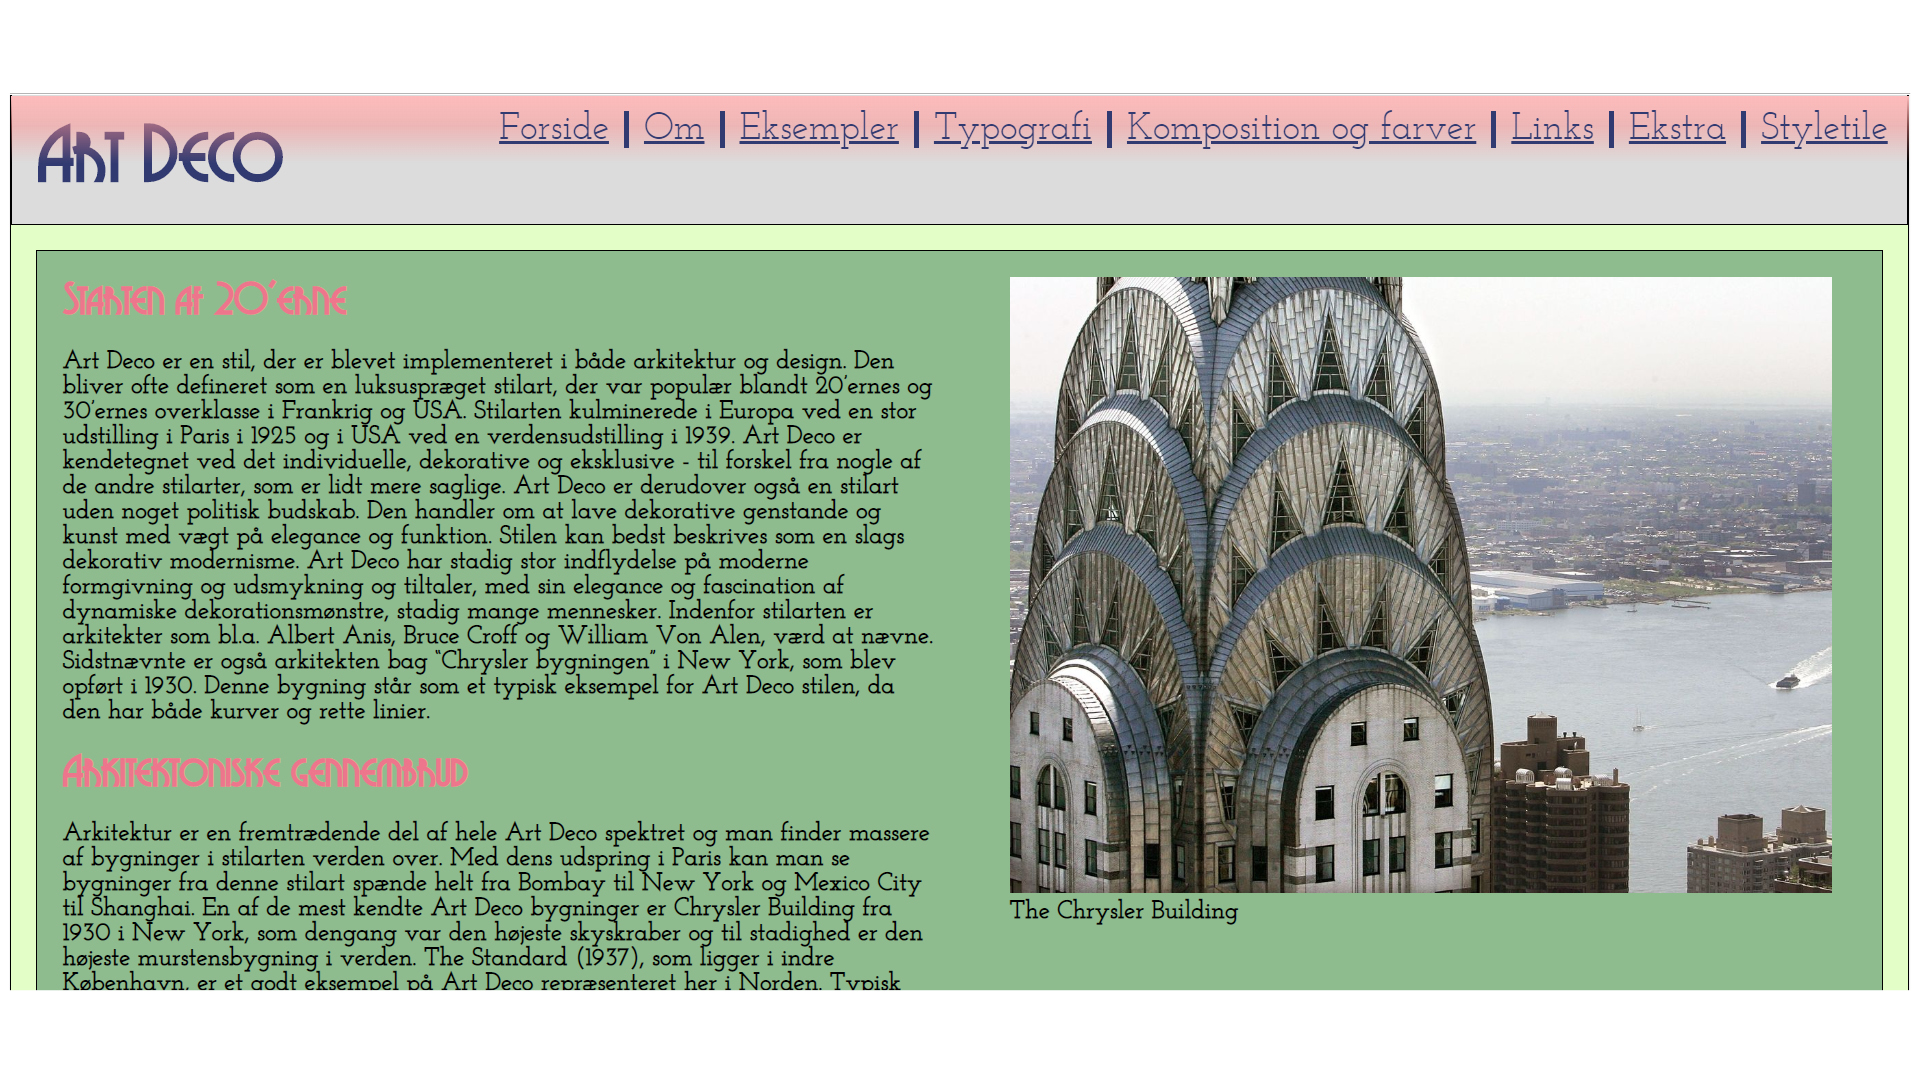 Art Deco
Forside | Om | Eksempler | Typografi | Komposition og farver | Links | Ekstra | Styletile
Starten af 20'erne
Art Deco er en stil, der er blevet implementeret i både arkitektur og design. Den
bliver ofte defineret som en luksuspræget stilart, der var populær blandt 20'ernes og
30'ernes overklasse i Frankrig og USA. Stilarten kulminerede i Europa ved en stor
udstilling i Paris i 1925 og i USA ved en verdensudstilling i 1939. Art Deco er
kendetegnet ved det individuelle, dekorative og eksklusive - til forskel fra nogle af
de andre stilarter, som er lidt mere saglige. Art Deco er derudover også en stilart
uden noget politisk budskab. Den handler om at lave dekorative genstande og
kunst med vægt på elegance og funktion. Stilen kan bedst beskrives som en slags
dekorativ modernisme. Art Deco har stadig stor indflydelse på moderne
formgivning og udsmykning og tiltaler, med sin elegance og fascination af
dynamiske dekorationsmønstre, stadig mange mennesker. Indenfor stilarten er
arkitekter som bl.a. Albert Anis, Bruce Croff og William Von Alen, værd at nævne.
Sidstnævnte er også arkitekten bag "Chrysler bygningen" i New York, som blev
opført i 1930. Denne bygning står som et typisk eksempel for Art Deco stilen, da
den har både kurver og rette linier.
Arkitektoniske gennembrud
Arkitektur er en fremtrædende del af hele Art Deco spektret og man finder massere
af bygninger i stilarten verden over. Med dens udspring i Paris kan man se
bygninger fra denne stilart spænde helt fra Bombay til New York og Mexico City
til Shanghai. En af de mest kendte Art Deco bygninger er Chrysler Building fra
1930 i New York, som dengang var den højeste skyskraber og til stadighed er den
højeste murstensbygning i verden. The Standard (1937), som ligger i indre
København, er et godt eksempel på Art Deco repræsenteret her i Norden. Typisk
The Chrysler Building